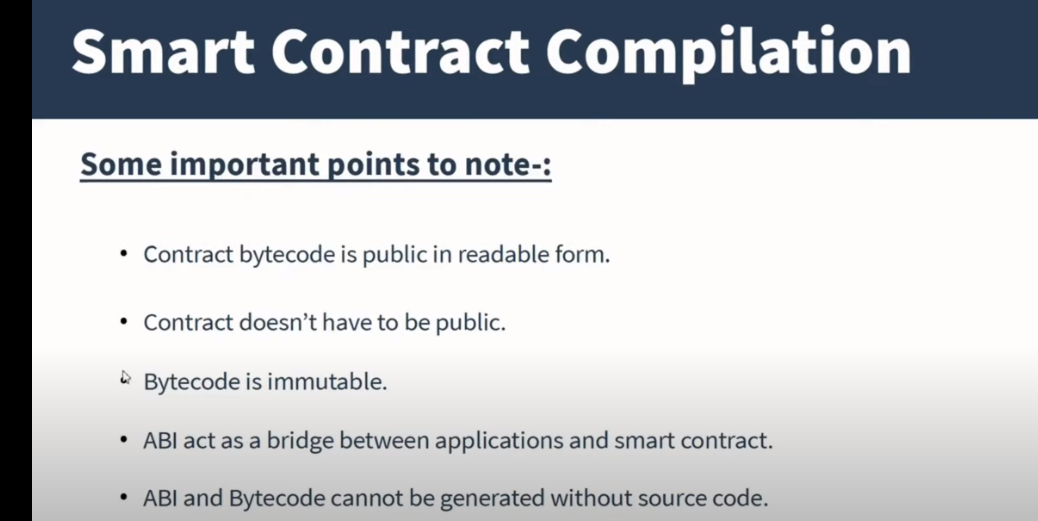 Smart Contract Compilation
Some important points to note-:
• Contract bytecode is public in readable form.
• Contract doesn't have to be public.
Bytecode is immutable.
• ABI act as a bridge between applications and smart contract.
• ABI and Bytecode cannot be generated without source code.